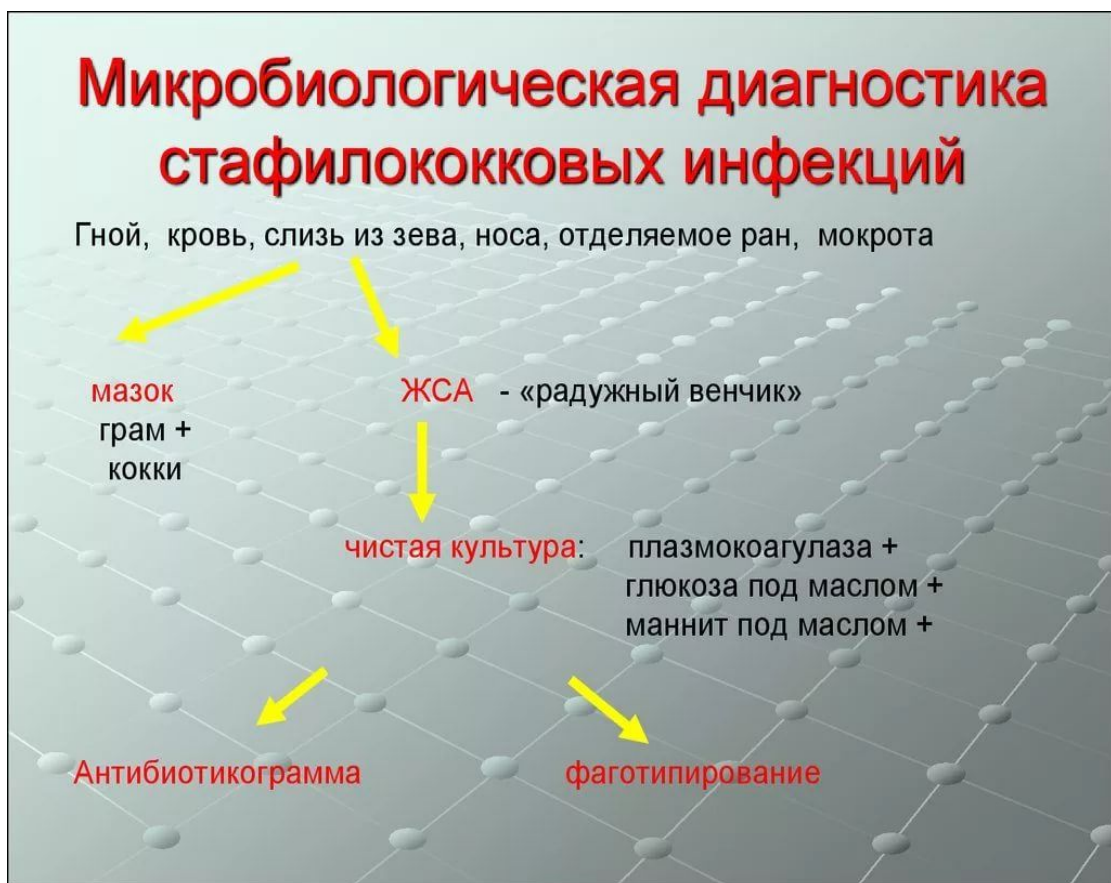 Микробиологическая диагностика
стафилококковых инфекций
Гной, кровь, слизь из зева, носа, отделяемое ран, мокрота
мазок
грам +
кокки
ЖСА - «радужный венчик»
чистая культура: плазмокоагулаза +
глюкоза под маслом +
маннит под маслом +
Антибиотикограмма
фаготипирование